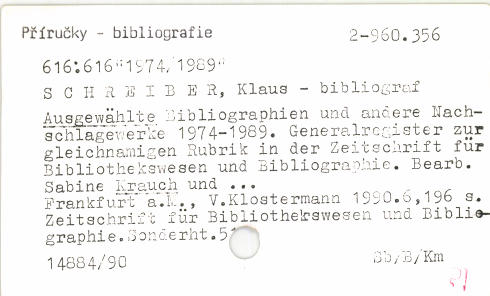 Příručky - bibliografie 2-960.356
616:616"1974/1989"
S C H R E I B E R, Klaus - bibliograf
Ausgewählte Bibliographien und andere Nach-
schlagewerke 1974-1989. Generalregister zur
gleichnamigen Rubrik in der Zeitschrift für
Bibliothekswesen und Bibliographie. Bearb.
Sabine Krauch und ...
Frankfurt a.M., V.Klostermann 1990.6,196 s.
Zeitschrift für Bibliothekswesen und Biblio-
graphie.Sonderht.51
14884/90 Sb/B/Km